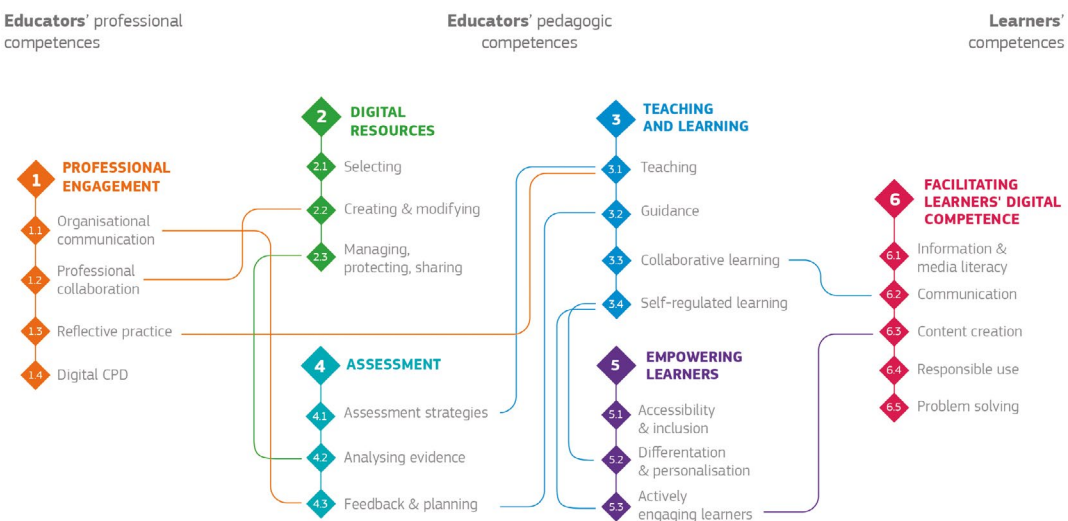 Educators' professional
competences
Educators' pedagogic
competences
Learners'
competences
1
PROFESSIONAL
ENGAGEMENT
1.1
Organisational
communication
1.2
Professional
collaboration
1.3
Reflective practice
1.4
Digital CPD
2
DIGITAL
RESOURCES
2.1
Selecting
2.2
Creating & modifying
2.3
Managing,
protecting, sharing
3
TEACHING
AND LEARNING
3.1
Teaching
3.2
Guidance
3.3
Collaborative learning
3.4
Self-regulated learning
4
ASSESSMENT
4.1
Assessment strategies
4.2
Analysing evidence
4.3
Feedback & planning
5
EMPOWERING
LEARNERS
5.1
Accessibility
& inclusion
5.2
Differentation
& personalisation
5.3
Actively
engaging learners
6
FACILITATING
LEARNERS' DIGITAL
COMPETENCE
6.1
Information &
media literacy
6.2
Communication
6.3
Content creation
6.4
Responsible use
6.5
Problem solving